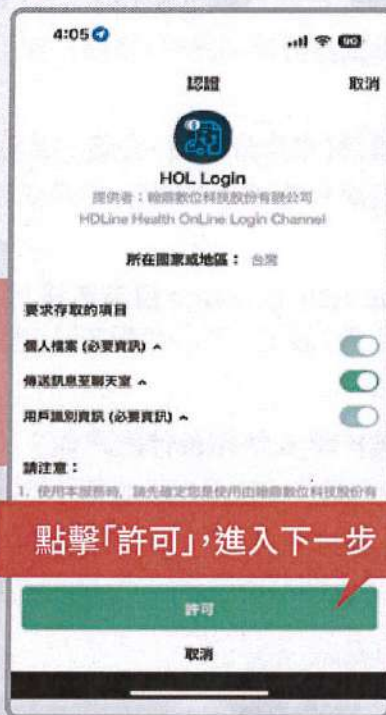 4:05
90
認證
取消
HOL Login
提供者：翰鼎數位科技股份有限公司
HDLine Health OnLine Login Channel
所在國家或地區： 台灣
要求存取的項目
個人檔案 (必要資訊)
傳送訊息至聊天室
用戶識別資訊 (必要資訊)
請注意：
1. 使用本服務時，請先確定您是使用由翰鼎數位科技股份有
點擊「許可」，進入下一步
許可
取消